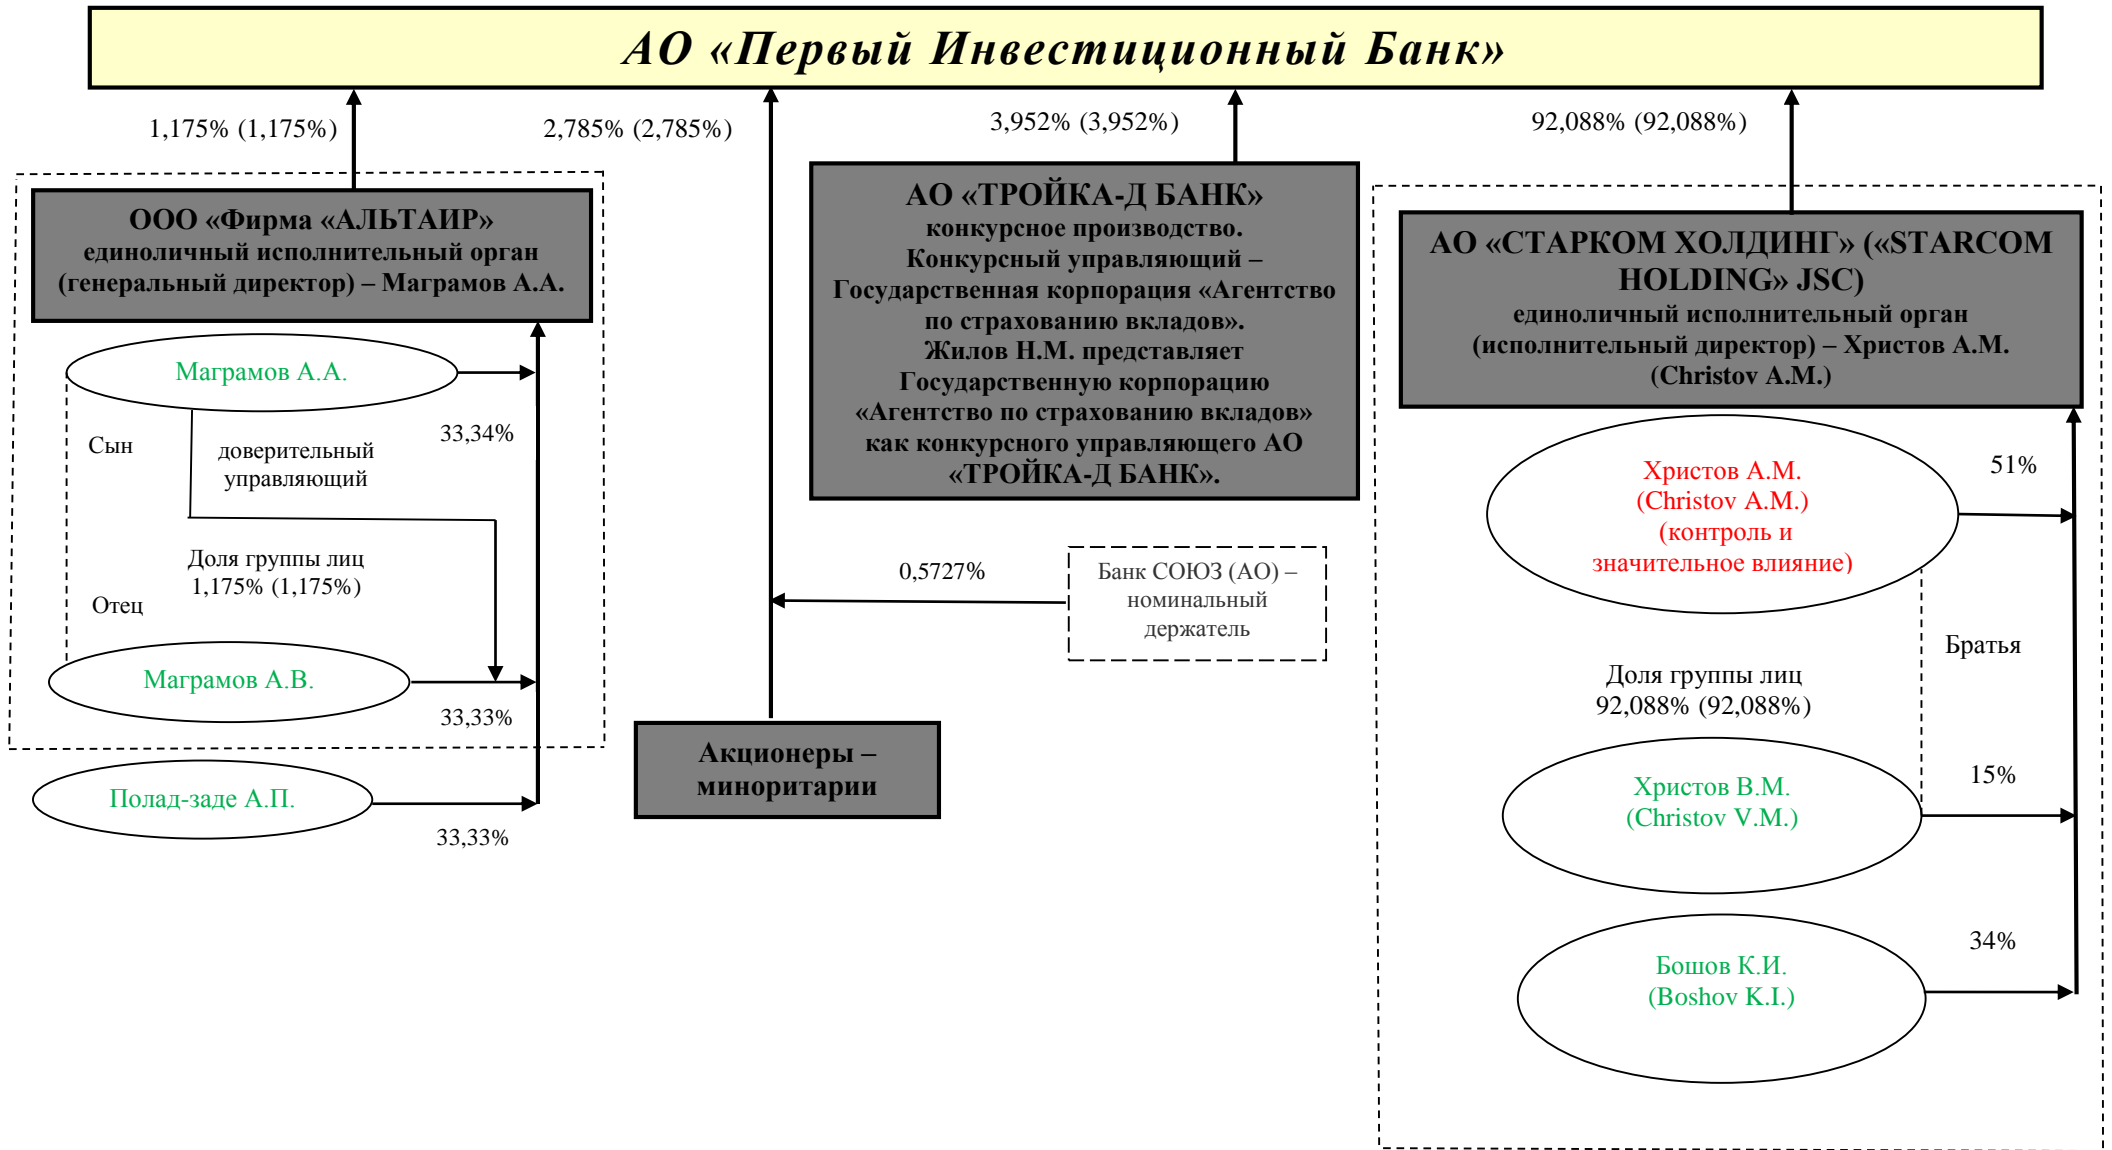 АО «Первый Инвестиционный Банк»
1,175% (1,175%)
2,785% (2,785%)
3,952% (3,952%)
92,088% (92,088%)
ООО «Фирма «АЛЬТАИР»
единоличный исполнительный орган
(генеральный директор) – Маграмов А.А.
Маграмов А.А.
33,34%
Сын
доверительный
управляющий
Доля группы лиц
1,175% (1,175%)
Отец
Маграмов А.В.
33,33%
Полад-заде А.П.
33,33%
АО «ТРОЙКА-Д БАНК»
конкурсное производство.
Конкурсный управляющий –
Государственная корпорация «Агентство
по страхованию вкладов».
Жилов Н.М. представляет
Государственную корпорацию
«Агентство по страхованию вкладов»
как конкурсного управляющего АО
«ТРОЙКА-Д БАНК».
0,5727%
Банк СОЮЗ (АО) –
номинальный
держатель
Акционеры –
миноритарии
АО «СТАРКОМ ХОЛДИНГ» («STARCOM
HOLDING» JSC)
единоличный исполнительный орган
(исполнительный директор) – Христов А.М.
(Christov A.M.)
Христов А.М.
(Christov A.M.)
(контроль и
значительное влияние)
51%
Братья
Доля группы лиц
92,088% (92,088%)
Христов В.М.
(Christov V.M.)
15%
Бошов К.И.
(Boshov K.I.)
34%